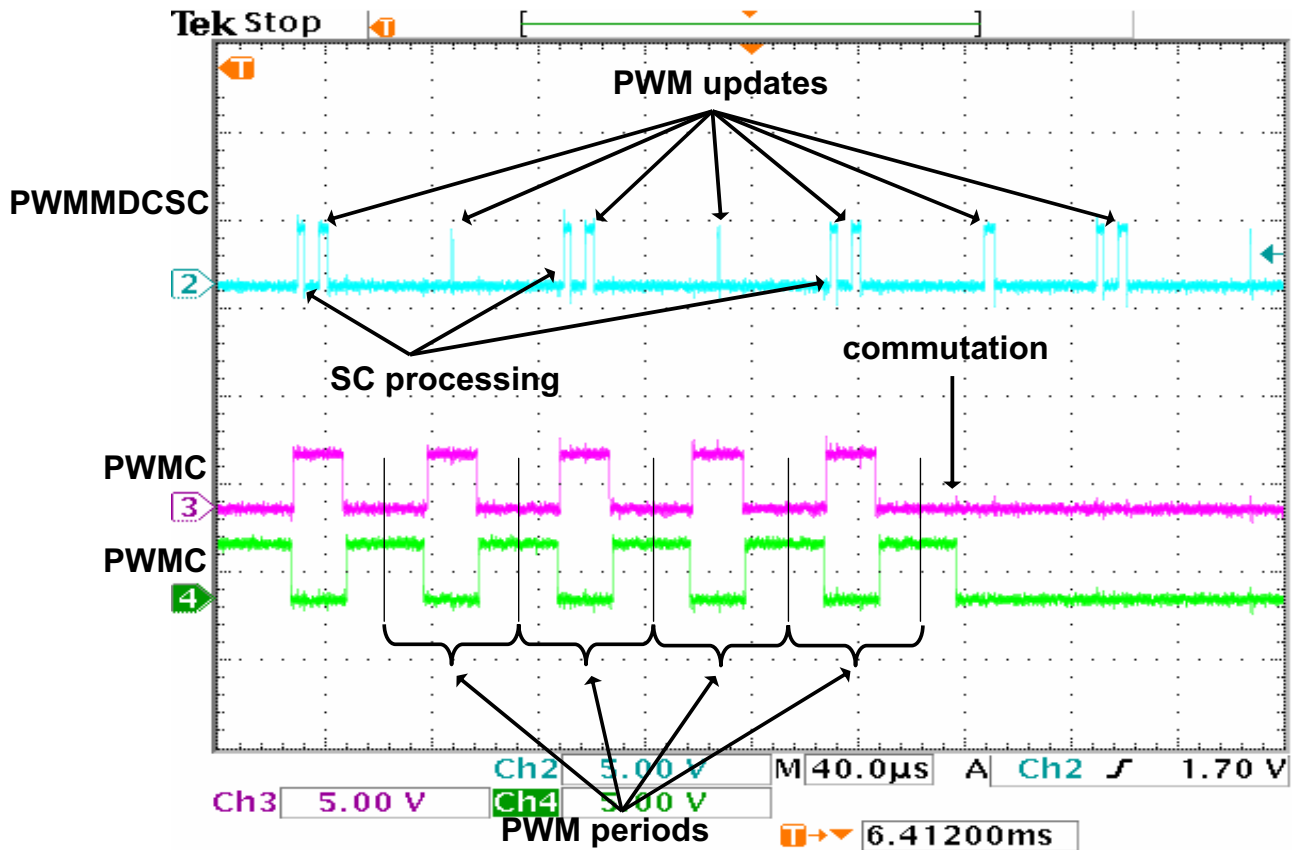 Tek Stop
T
T
PWM updates
PWMMDCSC
2
SC processing
commutation
PWMC
3
PWMC
4
Ch2 5.00 V M 40.0µs A Ch2 1.70 V
Ch3 5.00 V Ch4 5.00 V
PWM periods
T 6.41200ms